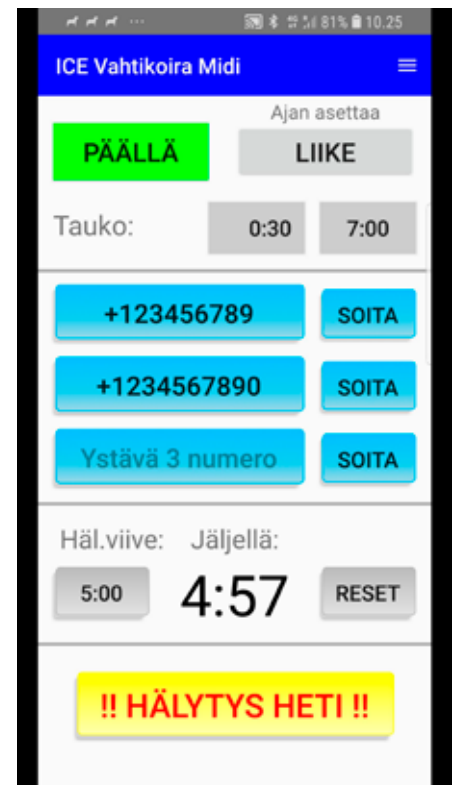 81% 10.25
ICE Vahtikoira Midi
Ajan asettaa
PÄÄLLÄ LIIKE
Tauko: 0:30 7:00
+123456789 SOITA
+1234567890 SOITA
Ystävä 3 numero SOITA
Häl.viive: Jäljellä:
5:00 4:57 RESET
!! HÄLYTYS HETI !!